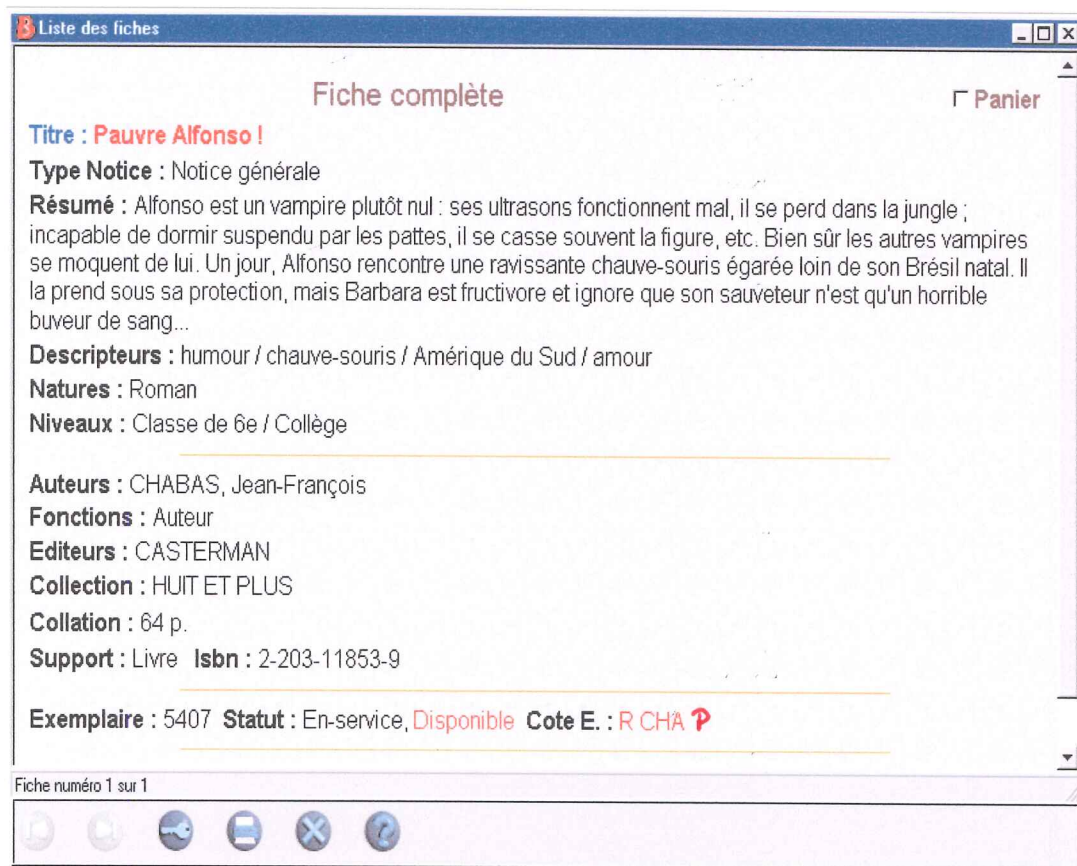 Liste des fiches
Fiche complète
Panier
Titre : Pauvre Alfonso !
Type Notice : Notice générale
Résumé : Alfonso est un vampire plutôt nul : ses ultrasons fonctionnent mal, il se perd dans la jungle ;
incapable de dormir suspendu par les pattes, il se casse souvent la figure, etc. Bien sûr les autres vampires
se moquent de lui. Un jour, Alfonso rencontre une ravissante chauve-souris égarée loin de son Brésil natal. Il
la prend sous sa protection, mais Barbara est fructivore et ignore que son sauveteur n'est qu'un horrible
buveur de sang...
Descripteurs : humour / chauve-souris / Amérique du Sud / amour
Natures : Roman
Niveaux : Classe de 6e / Collège
Auteurs : CHABAS, Jean-François
Fonctions : Auteur
Editeurs : CASTERMAN
Collection : HUIT ET PLUS
Collation : 64 p.
Support : Livre Isbn : 2-203-11853-9
Exemplaire : 5407 Statut : En-service, Disponible Cote E. : R CHA P
Fiche numéro 1 sur 1